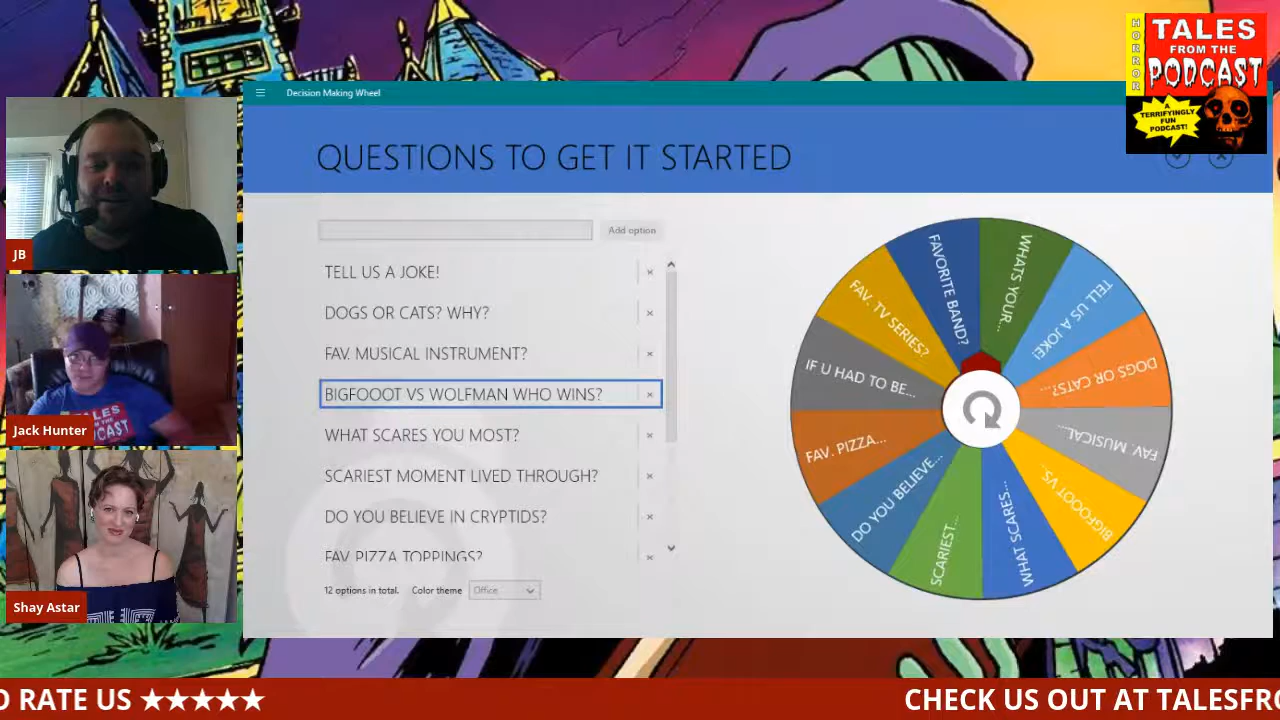 HORROR
TALES
FROM THE
PODCAST
A
TERRIFYINGLY
FUN
PODCAST!
Decision Making Wheel
QUESTIONS TO GET IT STARTED
Add option
TELL US A JOKE!
DOGS OR CATS? WHY?
FAV. MUSICAL INSTRUMENT?
BIGFOOOT VS WOLFMAN WHO WINS?
WHAT SCARES YOU MOST?
SCARIEST MOMENT LIVED THROUGH?
DO YOU BELIEVE IN CRYPTIDS?
FAV. PIZZA TOPPINGS?
12 options in total. Color theme Office
WHATS YOUR...
TELL US A JOKE!
DOGS OR CATS?...
FAV. MUSICAL...
BIGFOOOT VS...
WHAT SCARES...
SCARIEST...
DO YOU BELIEVE...
FAV. PIZZA...
IF U HAD TO BE...
FAV. TV SERIES?
FAVORITE BAND?
JB
TALES
FROM THE
Jack Hunter
Shay Astar
O RATE US ★★★★★ CHECK US OUT AT TALESFRO